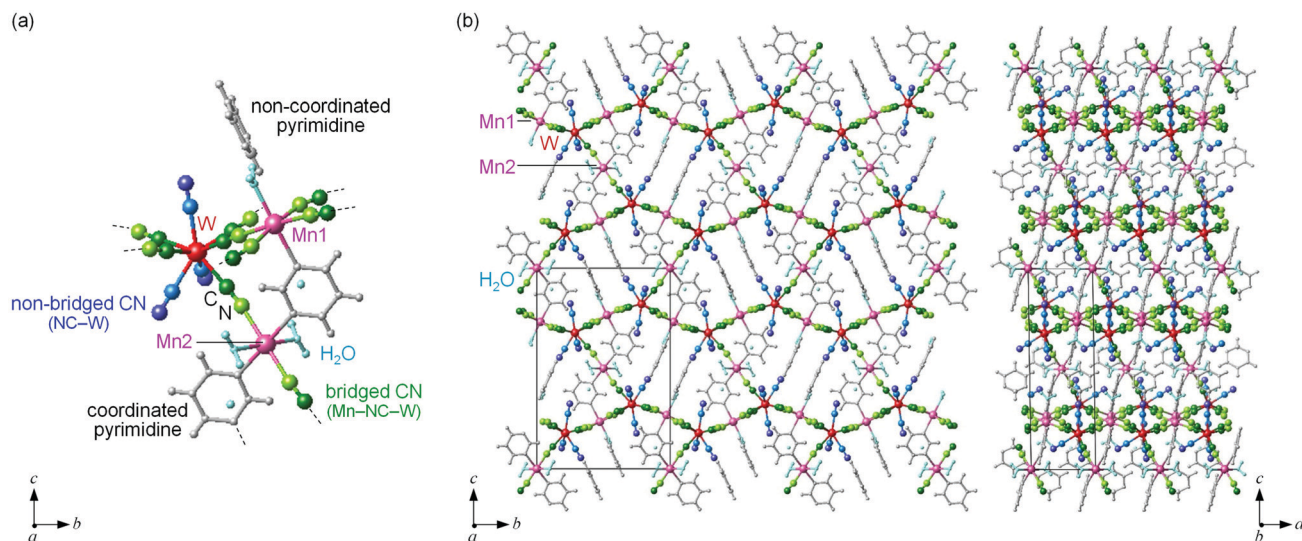 (a)
non-coordinated
pyrimidine
W
Mn1
non-bridged CN
(NC–W)
C
N
Mn2
H₂O
coordinated
pyrimidine
bridged CN
(Mn–NC–W)
c
a
b
(b)
Mn1
W
Mn2
H₂O
c
a
b
c
b
a